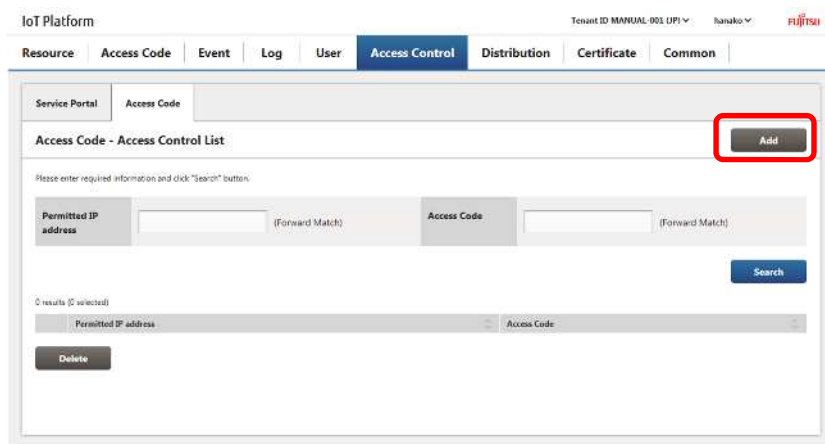 IoT Platform Tenant ID MANUAL-001 (JP) hanako FUJITSU
Resource Access Code Event Log User Access Control Distribution Certificate Common
Service Portal Access Code
Access Code - Access Control List Add
Please enter required information and click "Search" button.
Permitted IP address (Forward Match) Access Code (Forward Match)
Search
0 results (0 selected)
Permitted IP address Access Code
Delete